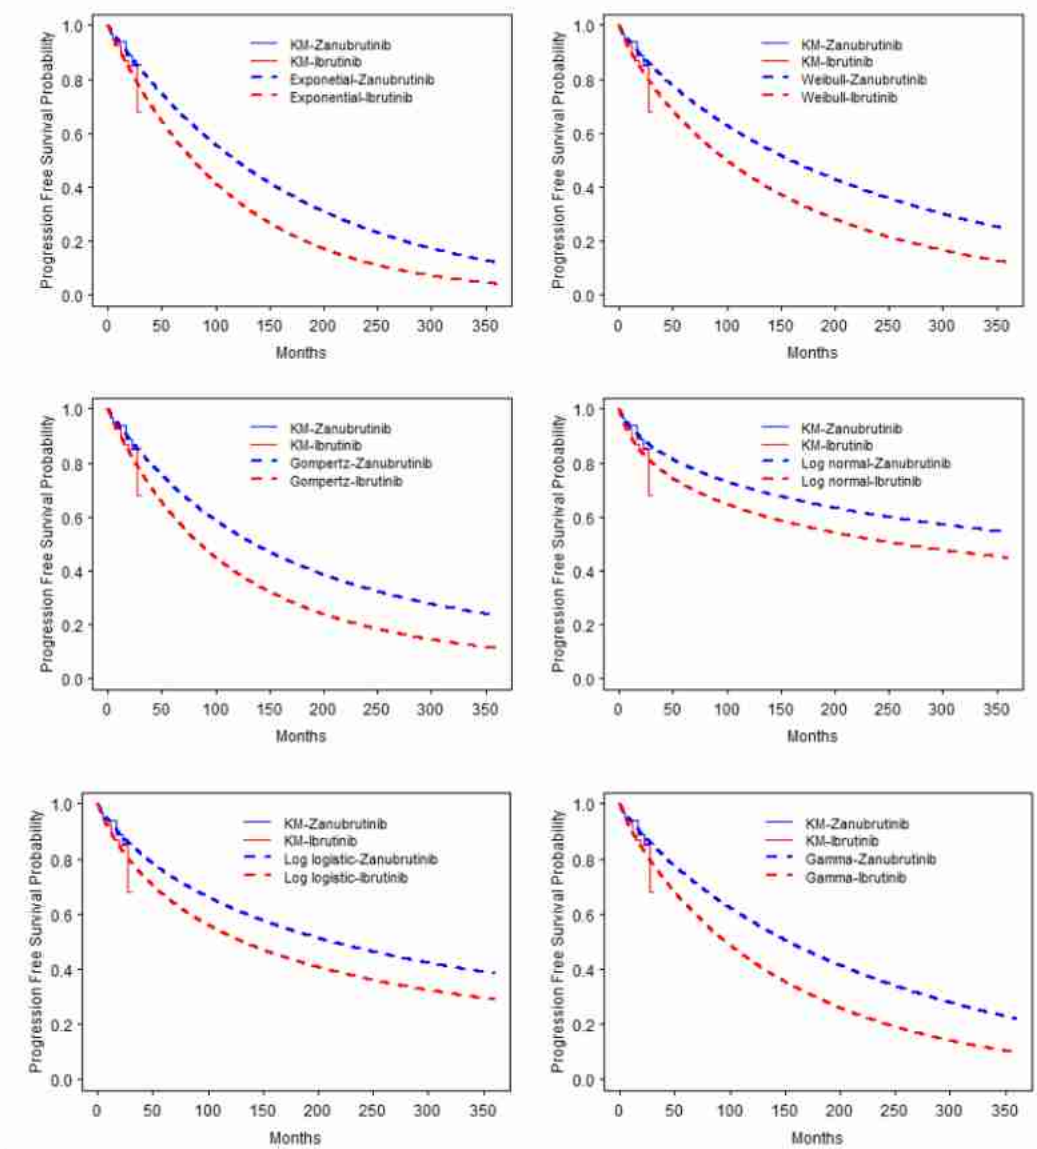 Progression Free Survival Probability
1.0
0.8
0.6
0.4
0.2
0.0
KM-Zanubrutinib
KM-Ibrutinib
Exponetial-Zanubrutinib
Exponential-Ibrutinib
0 50 100 150 200 250 300 350
Months
Progression Free Survival Probability
1.0
0.8
0.6
0.4
0.2
0.0
KM-Zanubrutinib
KM-Ibrutinib
Weibull-Zanubrutinib
Weibull-Ibrutinib
0 50 100 150 200 250 300 350
Months
Progression Free Survival Probability
1.0
0.8
0.6
0.4
0.2
0.0
KM-Zanubrutinib
KM-Ibrutinib
Gompertz-Zanubrutinib
Gompertz-Ibrutinib
0 50 100 150 200 250 300 350
Months
Progression Free Survival Probability
1.0
0.8
0.6
0.4
0.2
0.0
KM-Zanubrutinib
KM-Ibrutinib
Log normal-Zanubrutinib
Log normal-Ibrutinib
0 50 100 150 200 250 300 350
Months
Progression Free Survival Probability
1.0
0.8
0.6
0.4
0.2
0.0
KM-Zanubrutinib
KM-Ibrutinib
Log logistic-Zanubrutinib
Log logistic-Ibrutinib
0 50 100 150 200 250 300 350
Months
Progression Free Survival Probability
1.0
0.8
0.6
0.4
0.2
0.0
KM-Zanubrutinib
KM-Ibrutinib
Gamma-Zanubrutinib
Gamma-Ibrutinib
0 50 100 150 200 250 300 350
Months